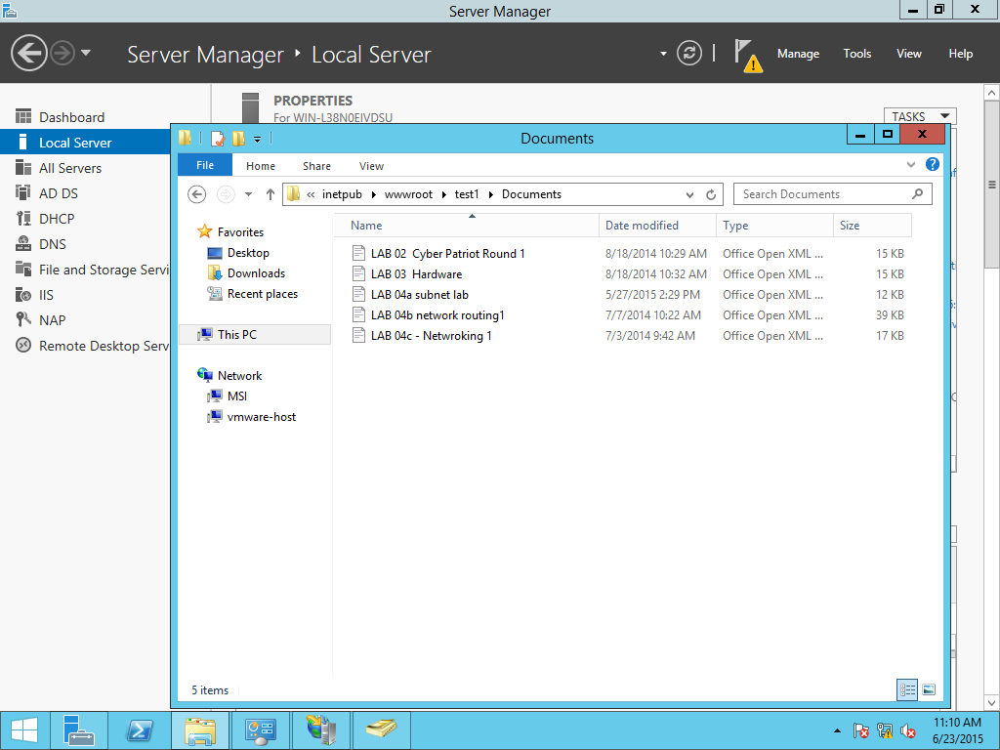 Server Manager
Server Manager • Local Server
Manage Tools View Help
Dashboard
Local Server
All Servers
AD DS
DHCP
DNS
File and Storage Servi
IIS
NAP
Remote Desktop Serv
PROPERTIES
For WIN-L38N0EIVDSU
TASKS
Documents
File Home Share View
« inetpub wwwroot test1 Documents
Search Documents
Favorites
Desktop
Downloads
Recent places
This PC
Network
MSI
vmware-host
Name Date modified Type Size
LAB 02  Cyber Patriot Round 1 8/18/2014 10:29 AM Office Open XML ... 15 KB
LAB 03  Hardware 8/18/2014 10:32 AM Office Open XML ... 15 KB
LAB 04a subnet lab 5/27/2015 2:29 PM Office Open XML ... 12 KB
LAB 04b network routing1 7/7/2014 10:22 AM Office Open XML ... 39 KB
LAB 04c - Netwroking 1 7/3/2014 9:42 AM Office Open XML ... 17 KB
5 items
11:10 AM
6/23/2015